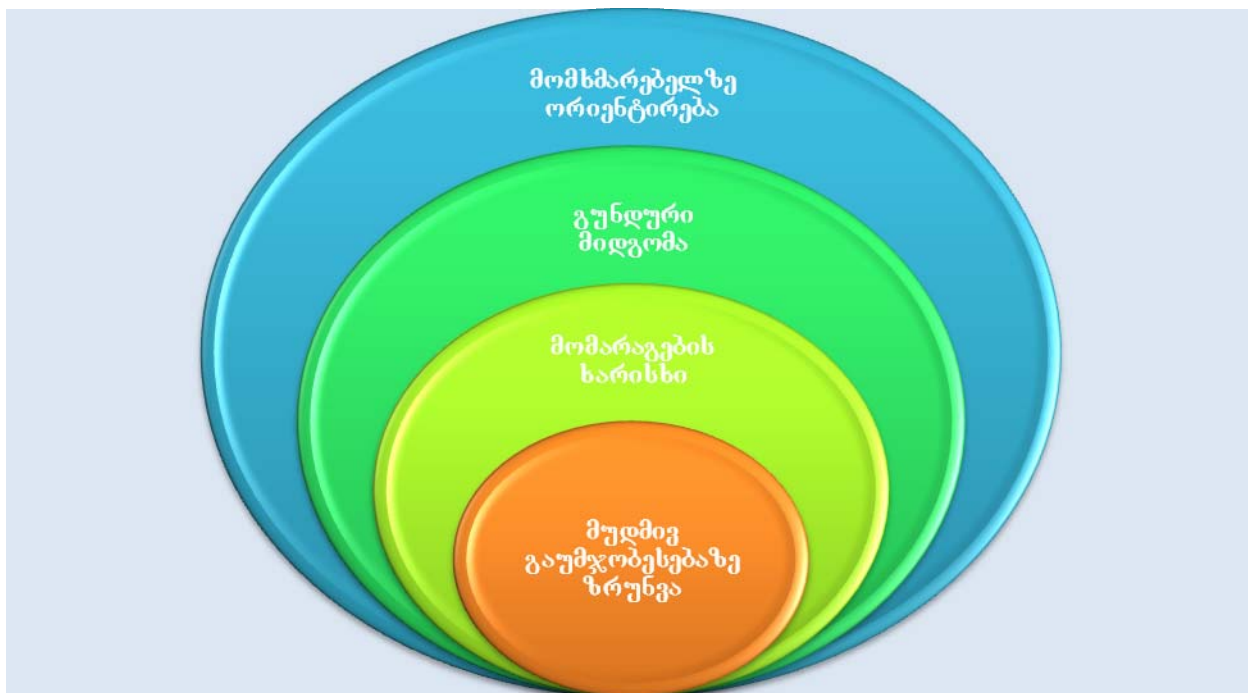 მომხმარებელზე
ორიენტირება
გუნდური
მიდგომა
მომარაგების
ხარისხი
მუდმივ
გაუმჯობესებაზე
ზრუნვა